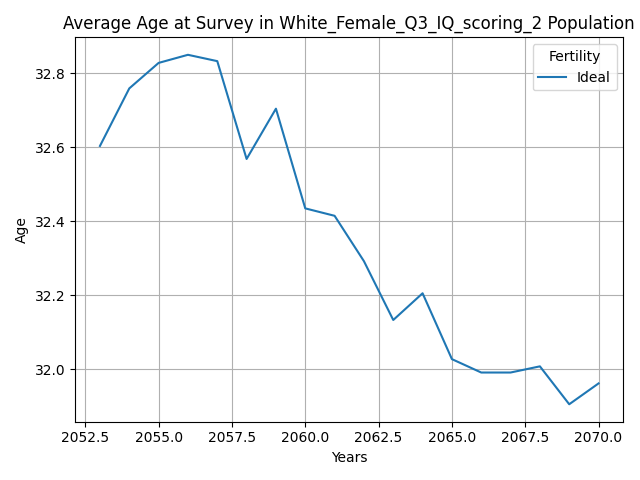 Average Age at Survey in White_Female_Q3_IQ_scoring_2 Population
Fertility
Ideal
32.8
32.6
32.4
32.2
32.0
Age
2052.5 2055.0 2057.5 2060.0 2062.5 2065.0 2067.5 2070.0
Years